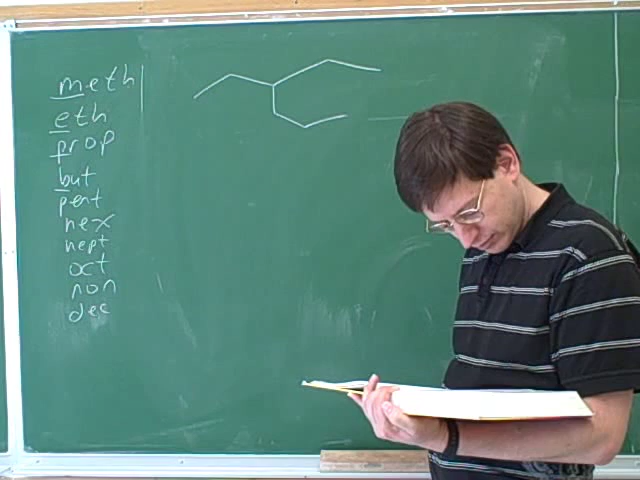 meth
eth
prop
but
pent
hex
hept
oct
non
dec